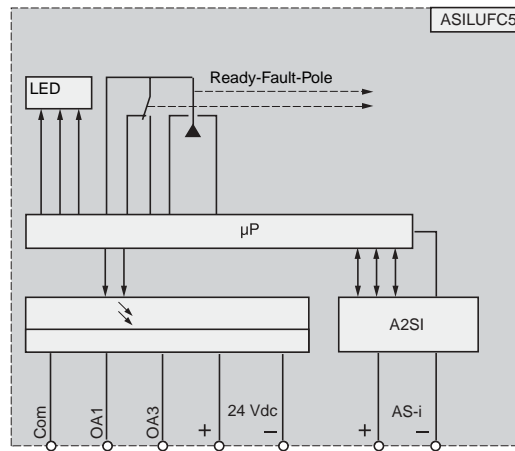 ASILUFC5
Ready-Fault-Pole
LED
µP
A2SI
Com
OA1
OA3
+
24 Vdc
–
+
AS-i
–